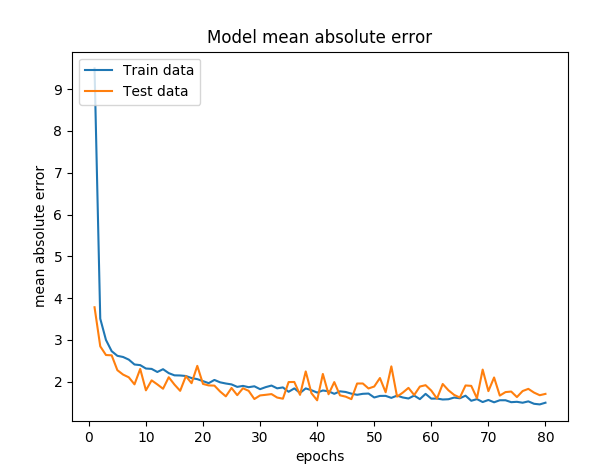 Model mean absolute error
Train data
Test data
9
8
7
6
5
4
3
2
mean absolute error
0 10 20 30 40 50 60 70 80
epochs